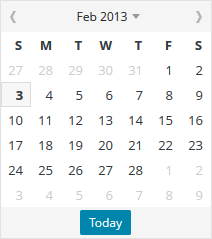 Feb 2013
S M T W T F S
27 28 29 30 31 1 2
3 4 5 6 7 8 9
10 11 12 13 14 15 16
17 18 19 20 21 22 23
24 25 26 27 28 1 2
3 4 5 6 7 8 9
Today